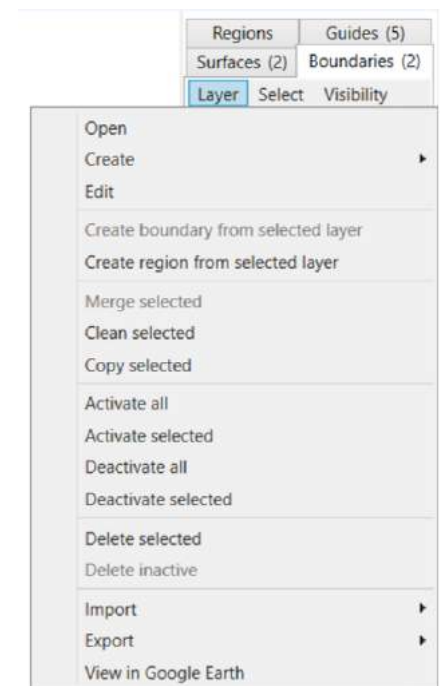 Regions Guides (5)
Surfaces (2) Boundaries (2)
Layer Select Visibility
Open
Create
Edit
Create boundary from selected layer
Create region from selected layer
Merge selected
Clean selected
Copy selected
Activate all
Activate selected
Deactivate all
Deactivate selected
Delete selected
Delete inactive
Import
Export
View in Google Earth